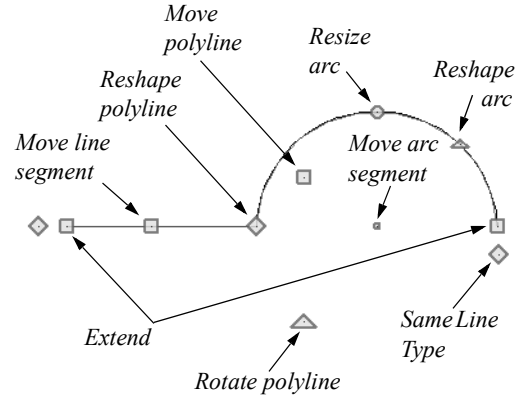 Move
polyline
Resize
arc
Reshape
polyline
Reshape
arc
Move line
segment
Move arc
segment
Extend
Same Line
Type
Rotate polyline